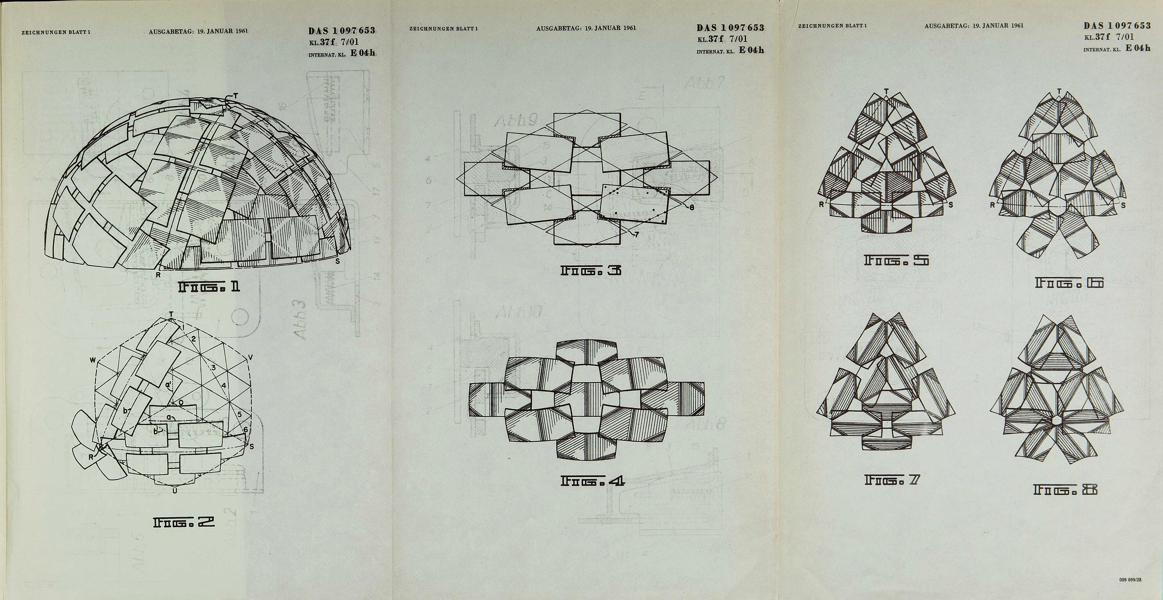 ZEICHNUNGEN BLATT 1
AUSGABETAG: 19. JANUAR 1961
DAS 1 097 653
KL. 37f 7/01
INTERNAT. KL. E 04h
T
R
S
FIG. 1
T
1
2
W
V
3
4
a'
O
b'
a
5
b
6
R
S
U
FIG. 2
ZEICHNUNGEN BLATT 1
AUSGABETAG: 19. JANUAR 1961
DAS 1 097 653
KL. 37f 7/01
INTERNAT. KL. E 04h
8
7
FIG. 3
FIG. 4
ZEICHNUNGEN BLATT 1
AUSGABETAG: 19. JANUAR 1961
DAS 1 097 653
KL. 37f 7/01
INTERNAT. KL. E 04h
T
R
S
FIG. 5
T
R
S
FIG. 6
FIG. 7
FIG. 8